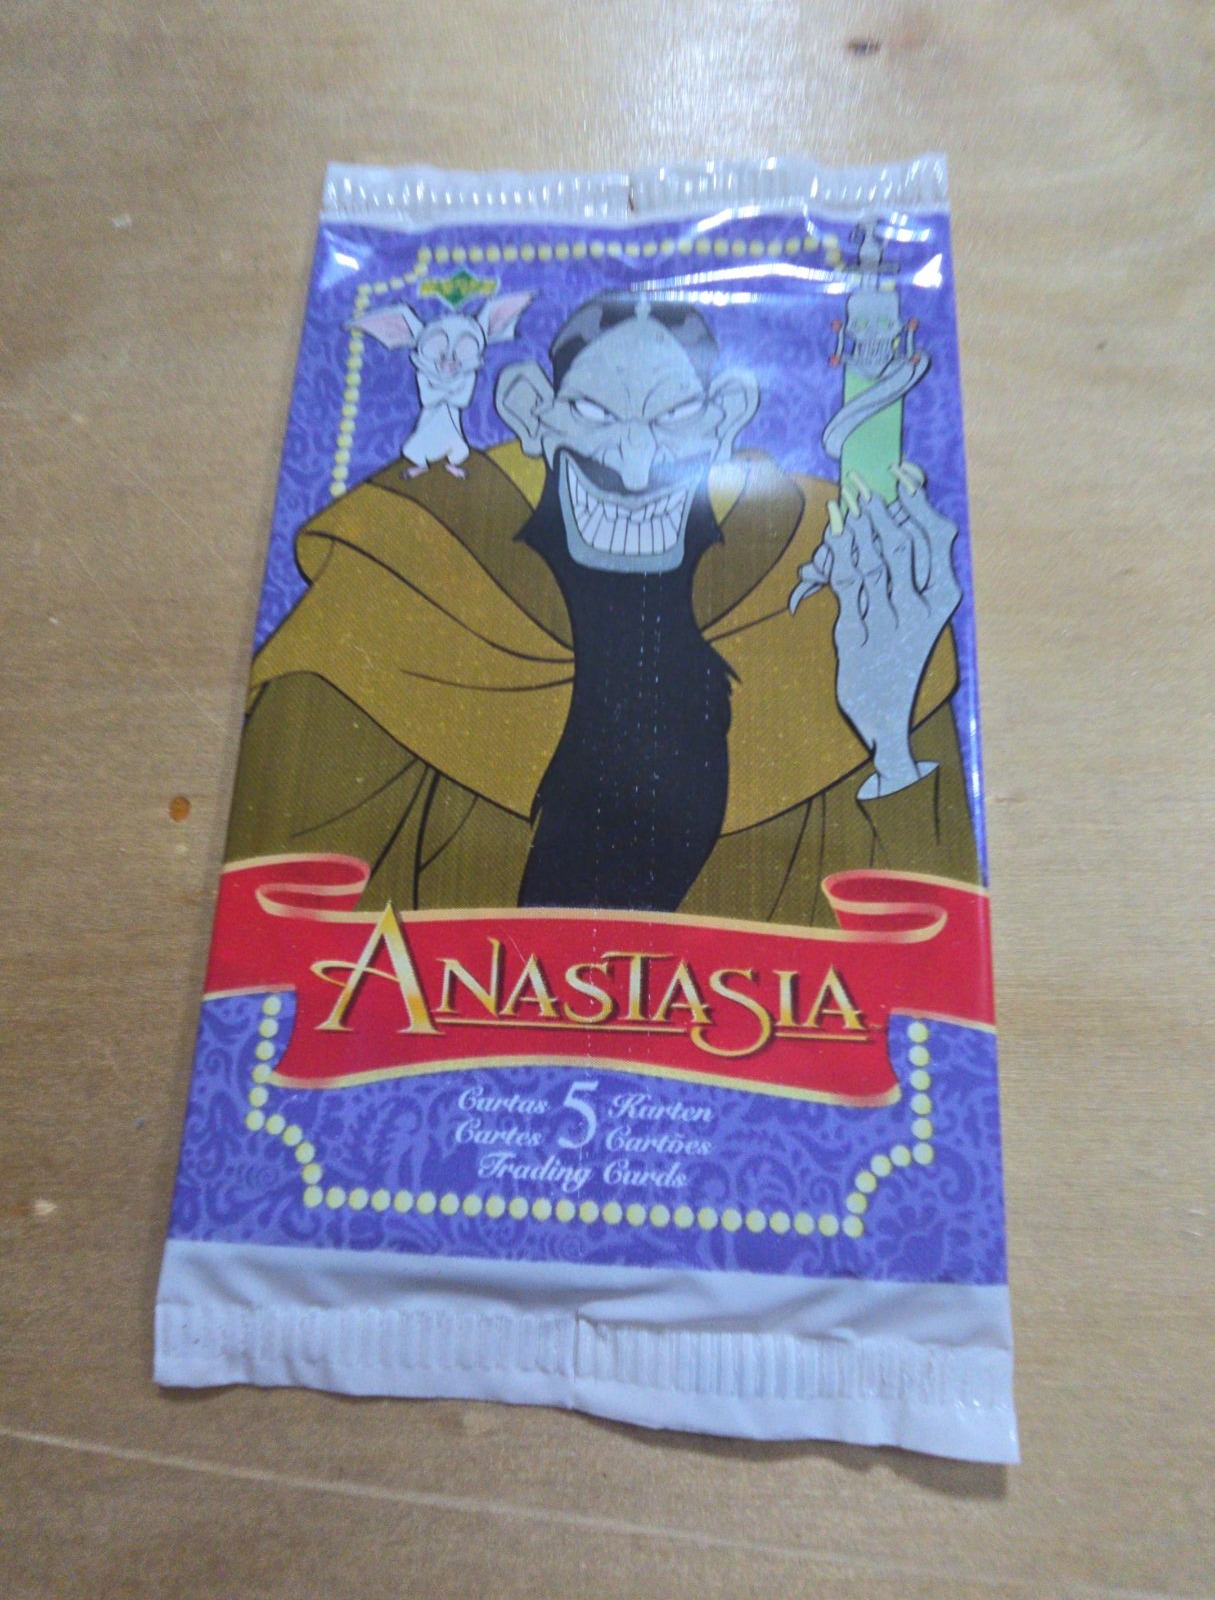 ANASTASIA
Cartas 5 Karten
Cartes Cartões
Trading Cards